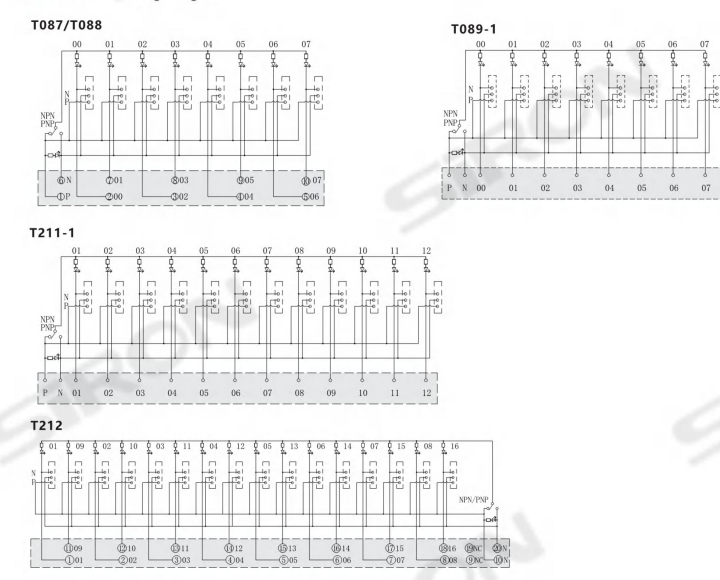 T087/T088
00 01 02 03 04 05 06 07
N
P
NPN
PNP
⑥N ⑦01 ⑧03 ⑨05 ⑩07
①P ②00 ③02 ④04 ⑤06
T089-1
00 01 02 03 04 05 06 07
N
P
NPN
PNP
P N 00 01 02 03 04 05 06 07
T211-1
01 02 03 04 05 06 07 08 09 10 11 12
N
P
NPN
PNP
P N 01 02 03 04 05 06 07 08 09 10 11 12
T212
01 09 02 10 03 11 04 12 05 13 06 14 07 15 08 16
N
P
NPN/PNP
⑪09 ⑫10 ⑬11 ⑭12 ⑮13 ⑯14 ⑰15 ⑱16 ⑲NC ⑳N
①01 ②02 ③03 ④04 ⑤05 ⑥06 ⑦07 ⑧08 ⑨NC ⑩N
SIRON
SIRON